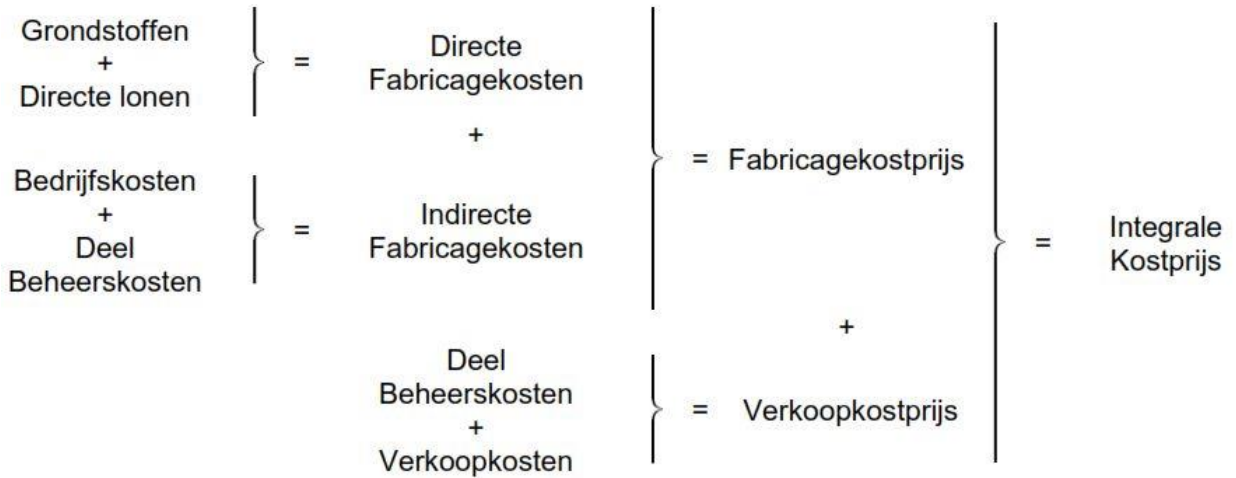 Grondstoffen
+
Directe lonen
=
Directe
Fabricagekosten
+
Bedrijfskosten
+
Deel
Beheerskosten
=
Indirecte
Fabricagekosten
= Fabricagekostprijs
+
Deel
Beheerskosten
+
Verkoopkosten
= Verkoopkostprijs
=
Integrale
Kostprijs